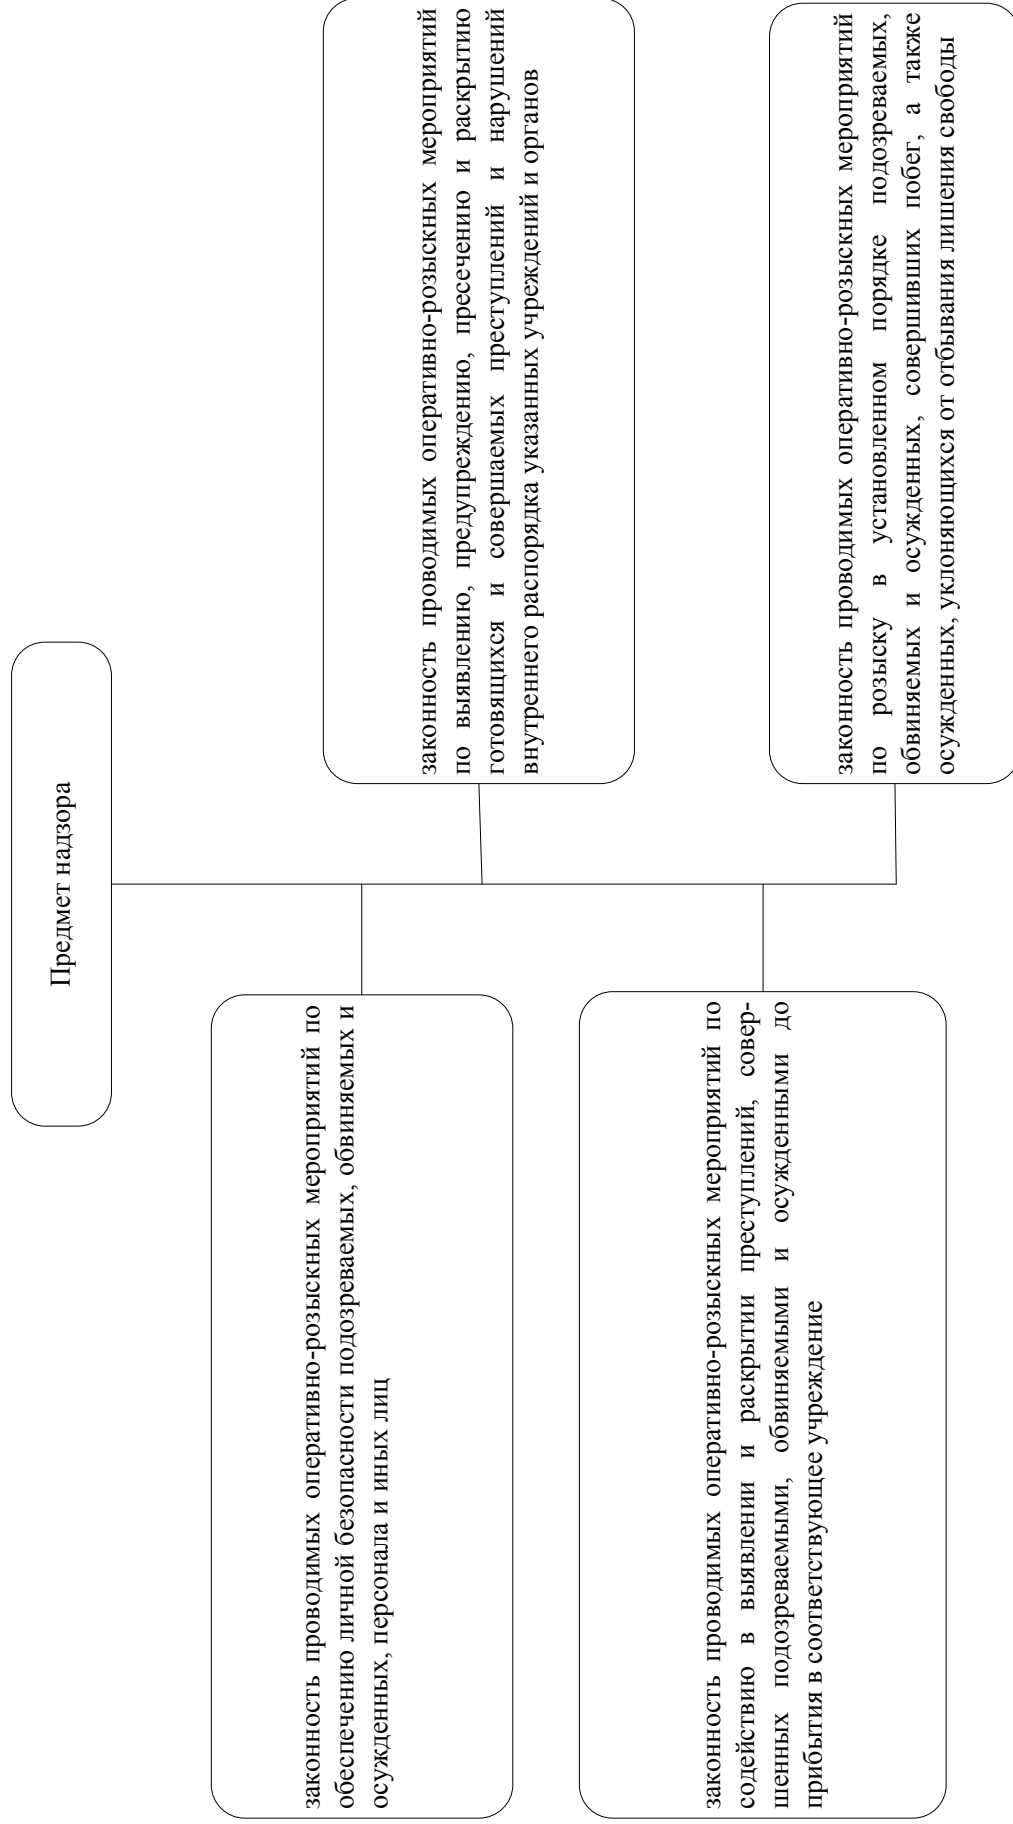 Предмет надзора
законность проводимых оперативно-розыскных мероприятий по
обеспечению личной безопасности подозреваемых, обвиняемых и
осужденных, персонала и иных лиц
законность проводимых оперативно-розыскных мероприятий
по выявлению, предупреждению, пресечению и раскрытию
готовящихся и совершаемых преступлений и нарушений
внутреннего распорядка указанных учреждений и органов
законность проводимых оперативно-розыскных мероприятий по
содействию в выявлении и раскрытии преступлений, совер-
шенных подозреваемыми, обвиняемыми и осужденными до
прибытия в соответствующее учреждение
законность проводимых оперативно-розыскных мероприятий
по розыску в установленном порядке подозреваемых,
обвиняемых и осужденных, совершивших побег, а также
осужденных, уклоняющихся от отбывания лишения свободы